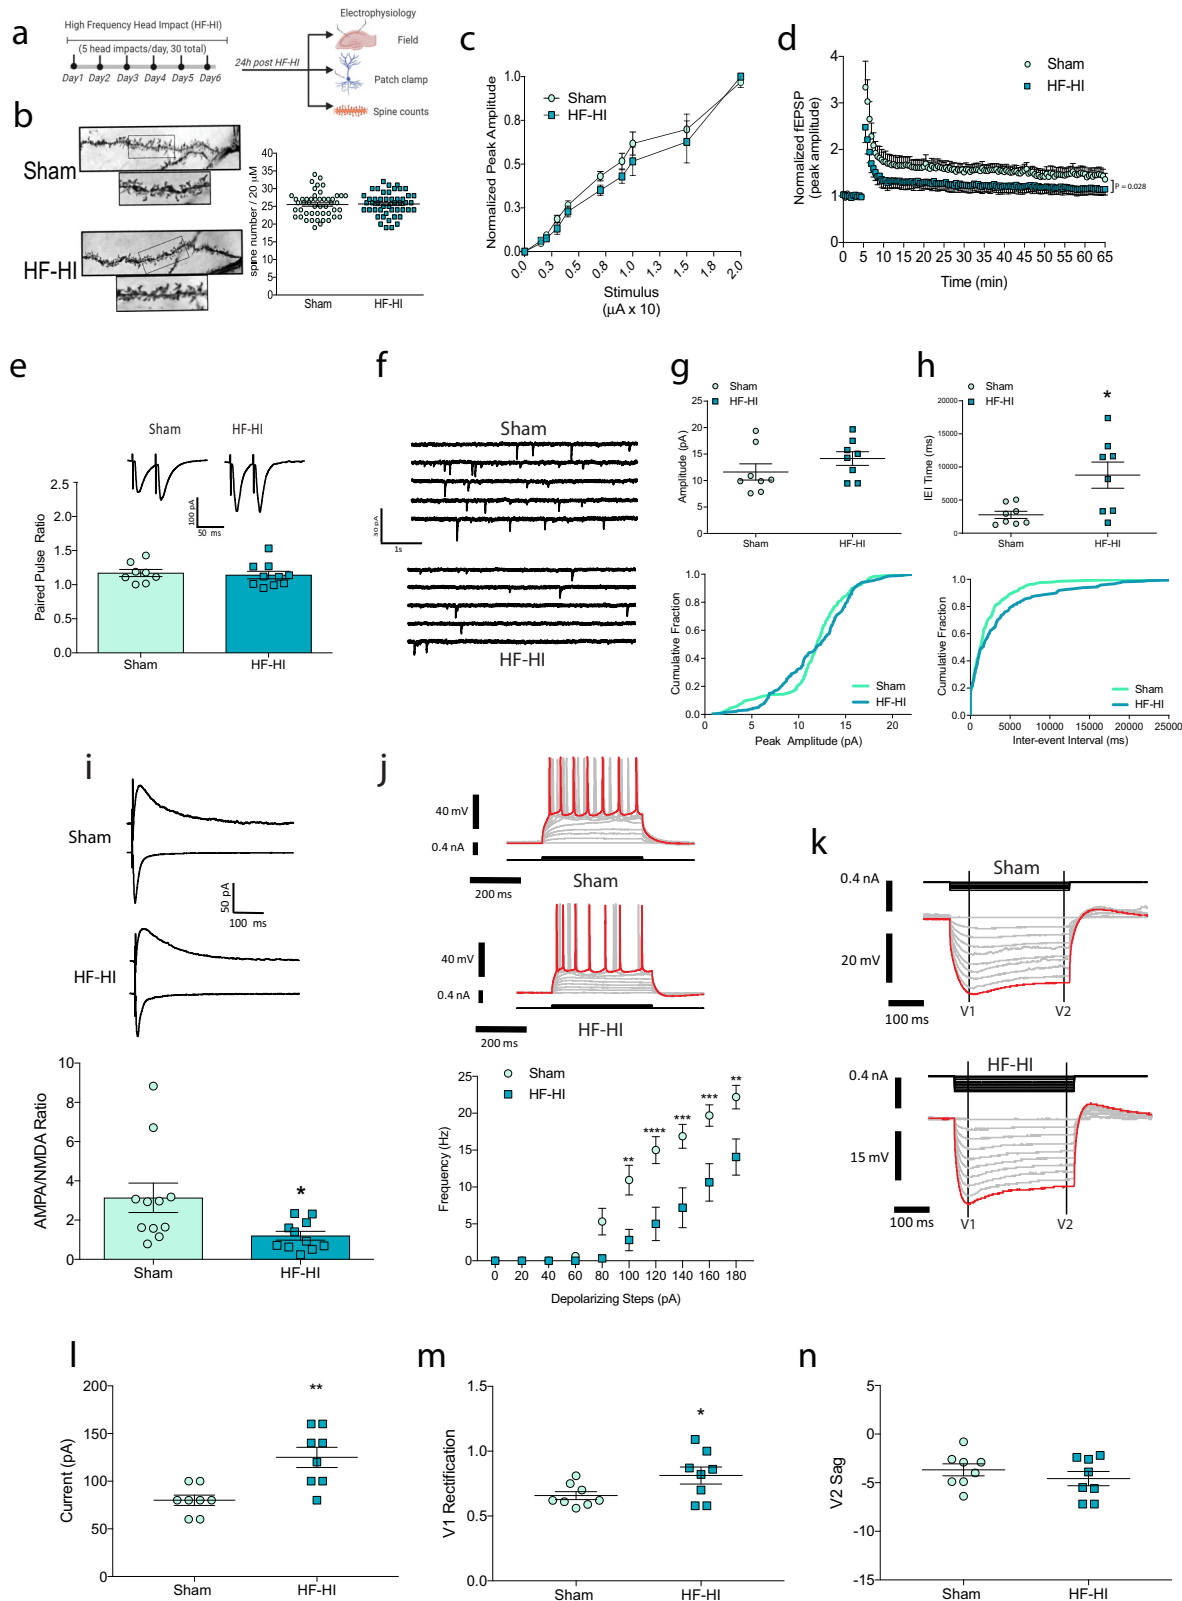 a
High Frequency Head Impact (HF-HI)
(5 head impacts/day, 30 total)
Day1 Day2 Day3 Day4 Day5 Day6
24h post HF-HI
Electrophysiology
Field
Patch clamp
Spine counts
b
Sham
HF-HI
spine number / 20 µM
40
35
30
25
20
15
10
5
0
Sham HF-HI
c
Sham
HF-HI
Normalized Peak Amplitude
1.0
0.8
0.5
0.3
0.0
0.0 0.3 0.5 0.8 1.0 1.3 1.5 1.8 2.0
Stimulus
(µA x 10)
d
Sham
HF-HI
Normalized fEPSP
(peak amplitude)
4
3
2
1
0
P = 0.028
0 5 10 15 20 25 30 35 40 45 50 55 60 65
Time (min)
e
Sham HF-HI
100 pA
50 ms
Paired Pulse Ratio
2.5
2.0
1.5
1.0
0.5
0.0
Sham HF-HI
f
Sham
30 pA
1s
HF-HI
g
Sham
HF-HI
Amplitude (pA)
25
20
15
10
5
0
Sham HF-HI
Cumulative Fraction
1.0
0.8
0.6
0.4
0.2
0.0
Sham
HF-HI
0 5 10 15 20
Peak Amplitude (pA)
h
Sham
HF-HI
*
IEI Time (ms)
20000
15000
10000
5000
0
Sham HF-HI
Cumulative Fraction
1.0
0.8
0.6
0.4
0.2
0.0
Sham
HF-HI
0 5000 10000 15000 20000 25000
Inter-event Interval (ms)
i
Sham
50 pA
100 ms
HF-HI
AMPA/NMDA Ratio
10
8
6
4
2
0
*
Sham HF-HI
j
40 mV
0.4 nA
200 ms
Sham
40 mV
0.4 nA
200 ms
HF-HI
Sham
HF-HI
Frequency (Hz)
25
20
15
10
5
0
** **** *** *** **
0 20 40 60 80 100 120 140 160 180
Depolarizing Steps (pA)
k
Sham
0.4 nA
20 mV
100 ms
V1 V2
HF-HI
0.4 nA
15 mV
100 ms
V1 V2
l
Current (pA)
200
150
100
50
0
**
Sham HF-HI
m
V1 Rectification
1.5
1.0
0.5
0.0
*
Sham HF-HI
n
V2 Sag
5
0
-5
-10
-15
Sham HF-HI